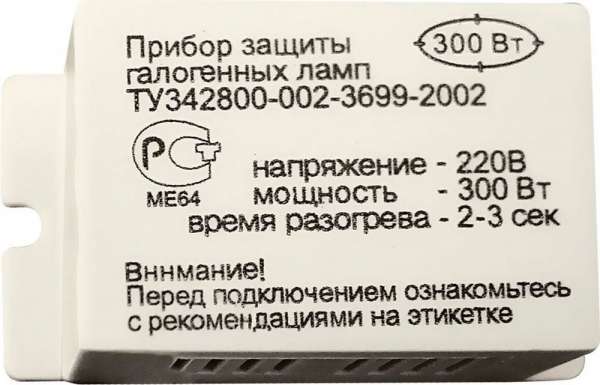 Прибор защиты
300 Вт
галогенных ламп
ТУ342800-002-3699-2002
РСТ
МЕ64
напряжение - 220В
мощность - 300 Вт
время разогрева - 2-3 сек
Вннмание!
Перед подключением ознакомьтесь
с рекомендациями на этикетке